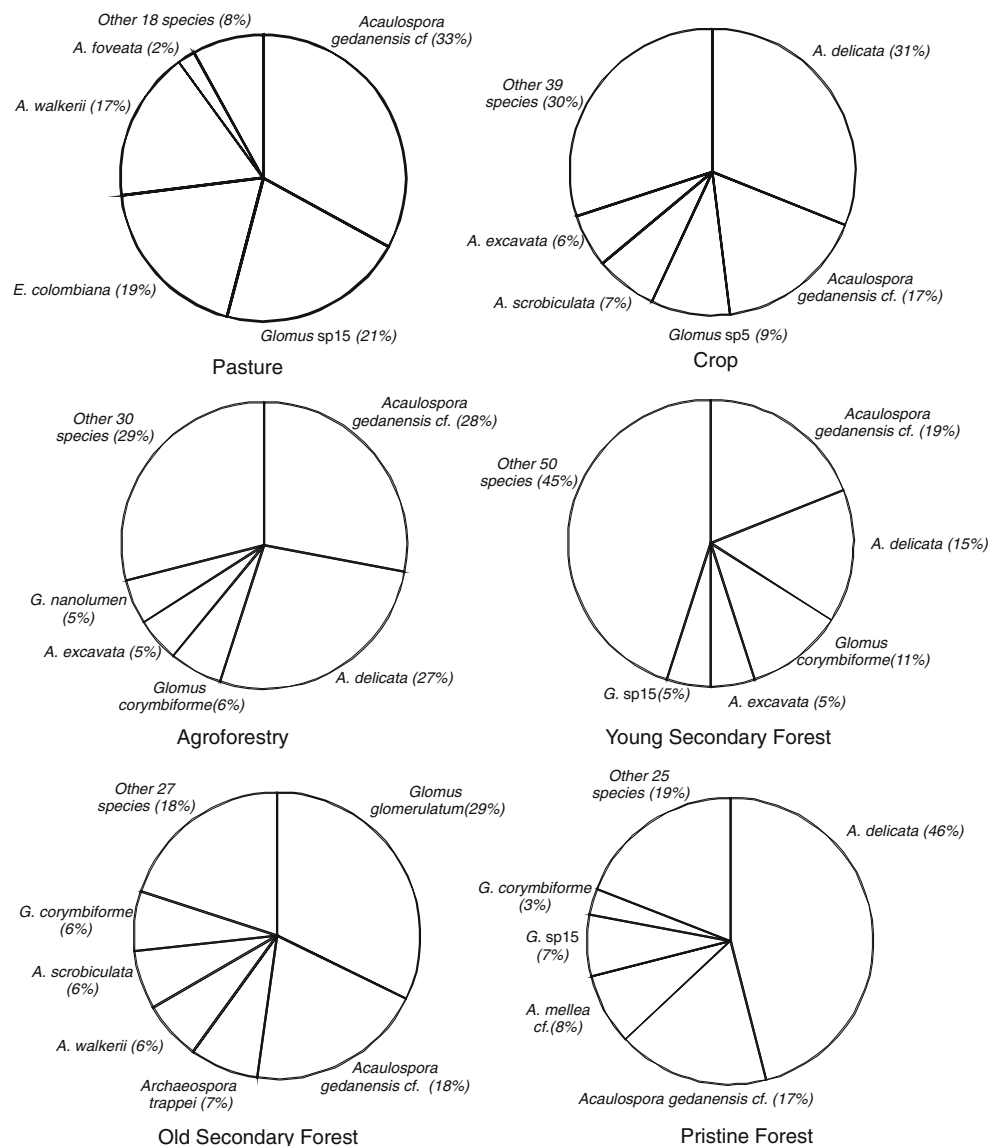 Other 18 species (8%)
A. foveata (2%)
A. walkerii (17%)
E. colombiana (19%)
Acaulospora
gedanensis cf (33%)
Glomus sp15 (21%)
Pasture
Other 39
species (30%)
A. excavata (6%)
A. scrobiculata (7%)
Glomus sp5 (9%)
A. delicata (31%)
Acaulospora
gedanensis cf. (17%)
Crop
Other 30
species (29%)
G. nanolumen
(5%)
A. excavata (5%)
Glomus
corymbiforme(6%)
Acaulospora
gedanensis cf. (28%)
A. delicata (27%)
Agroforestry
Other 50
species (45%)
G. sp15(5%)
Acaulospora
gedanensis cf. (19%)
A. delicata (15%)
Glomus
corymbiforme(11%)
A. excavata (5%)
Young Secondary Forest
Other 27
species (18%)
G. corymbiforme
(6%)
A. scrobiculata
(6%)
A. walkerii (6%)
Archaeospora
trappei (7%)
Glomus
glomerulatum(29%)
Acaulospora
gedanensis cf. (18%)
Old Secondary Forest
Other 25
species (19%)
G. corymbiforme
(3%)
G. sp15
(7%)
A. mellea
cf.(8%)
Acaulospora gedanensis cf. (17%)
A. delicata (46%)
Pristine Forest